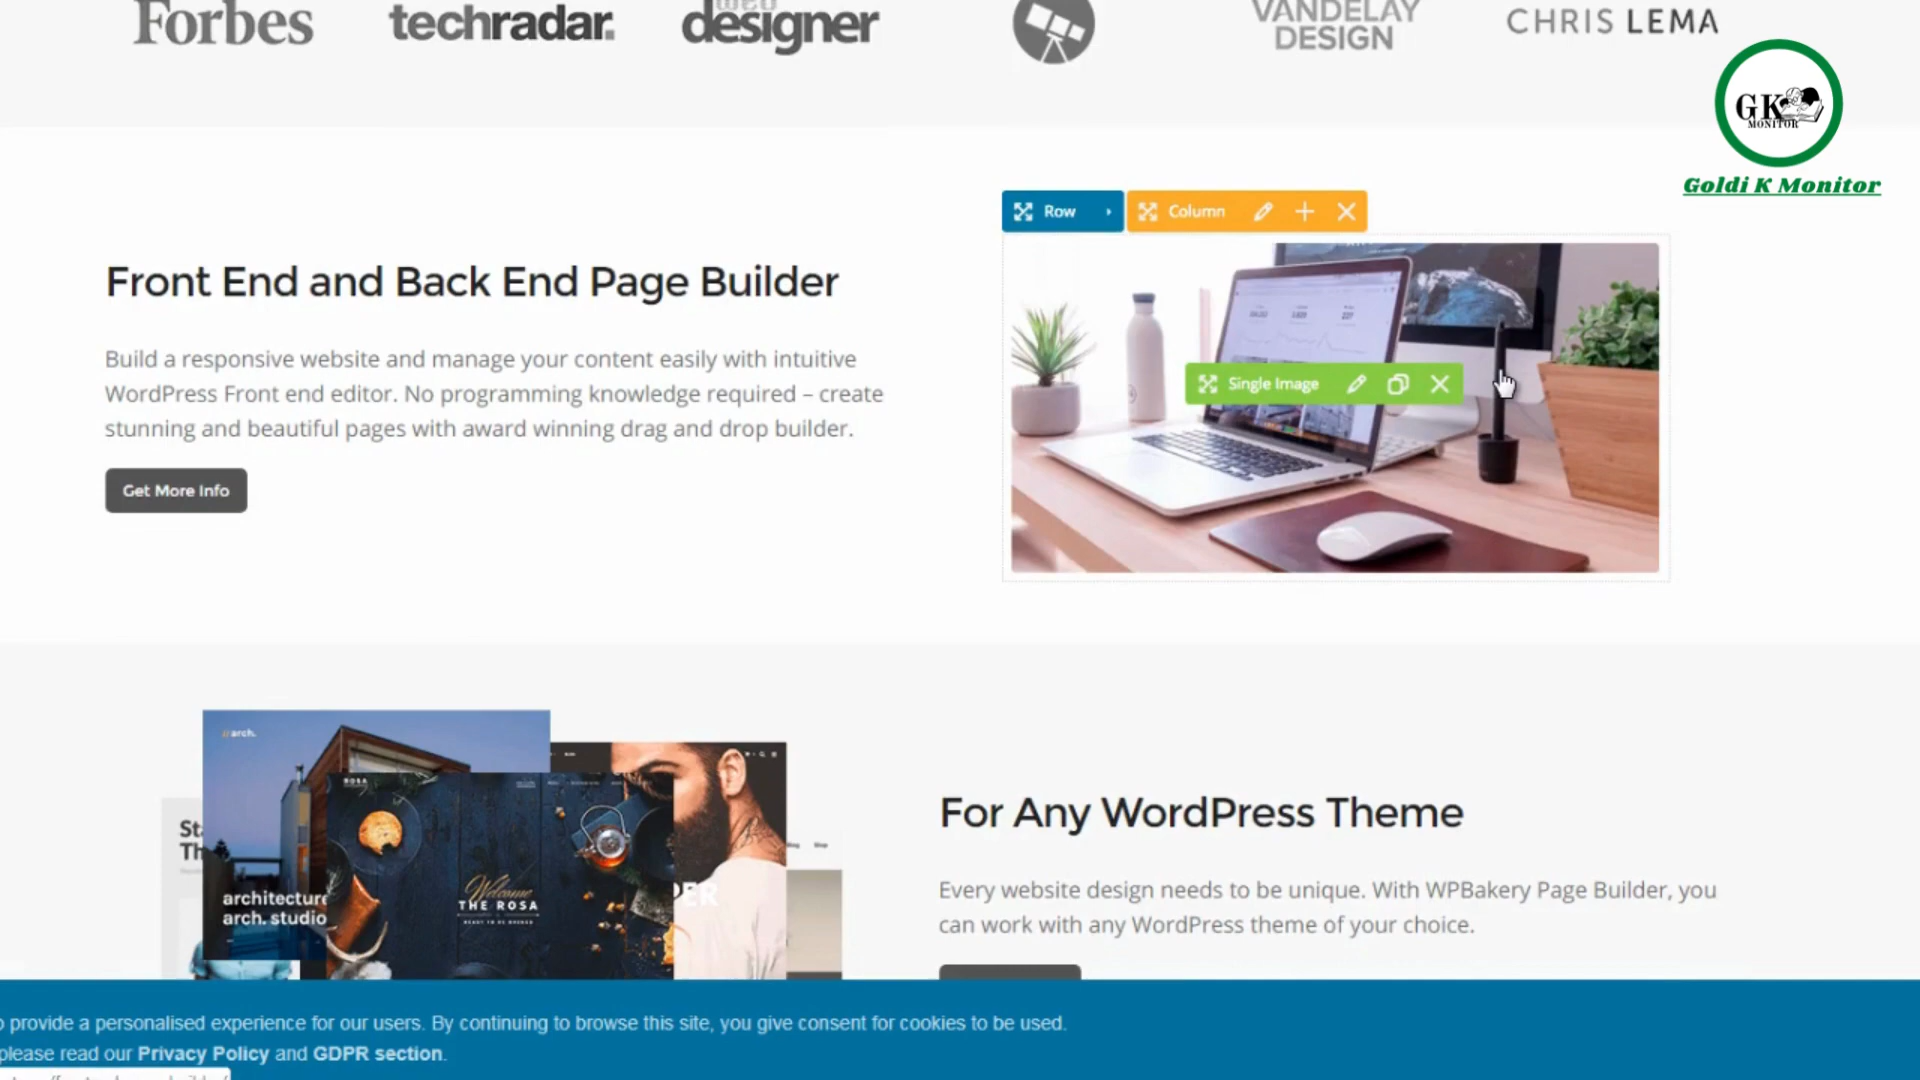 Forbes
techradar.
designer
VANDELAY
DESIGN
CHRIS LEMA
GK
MONITOR
Goldi K Monitor
Row
Column
Front End and Back End Page Builder
Build a responsive website and manage your content easily with intuitive
WordPress Front end editor. No programming knowledge required – create
stunning and beautiful pages with award winning drag and drop builder.
Get More Info
Single Image
arch.
architecture
arch. studio
ROSA
Welcome
THE ROSA
READY TO BE ROCKED
For Any WordPress Theme
Every website design needs to be unique. With WPBakery Page Builder, you
can work with any WordPress theme of your choice.
provide a personalised experience for our users. By continuing to browse this site, you give consent for cookies to be used.
please read our Privacy Policy and GDPR section.